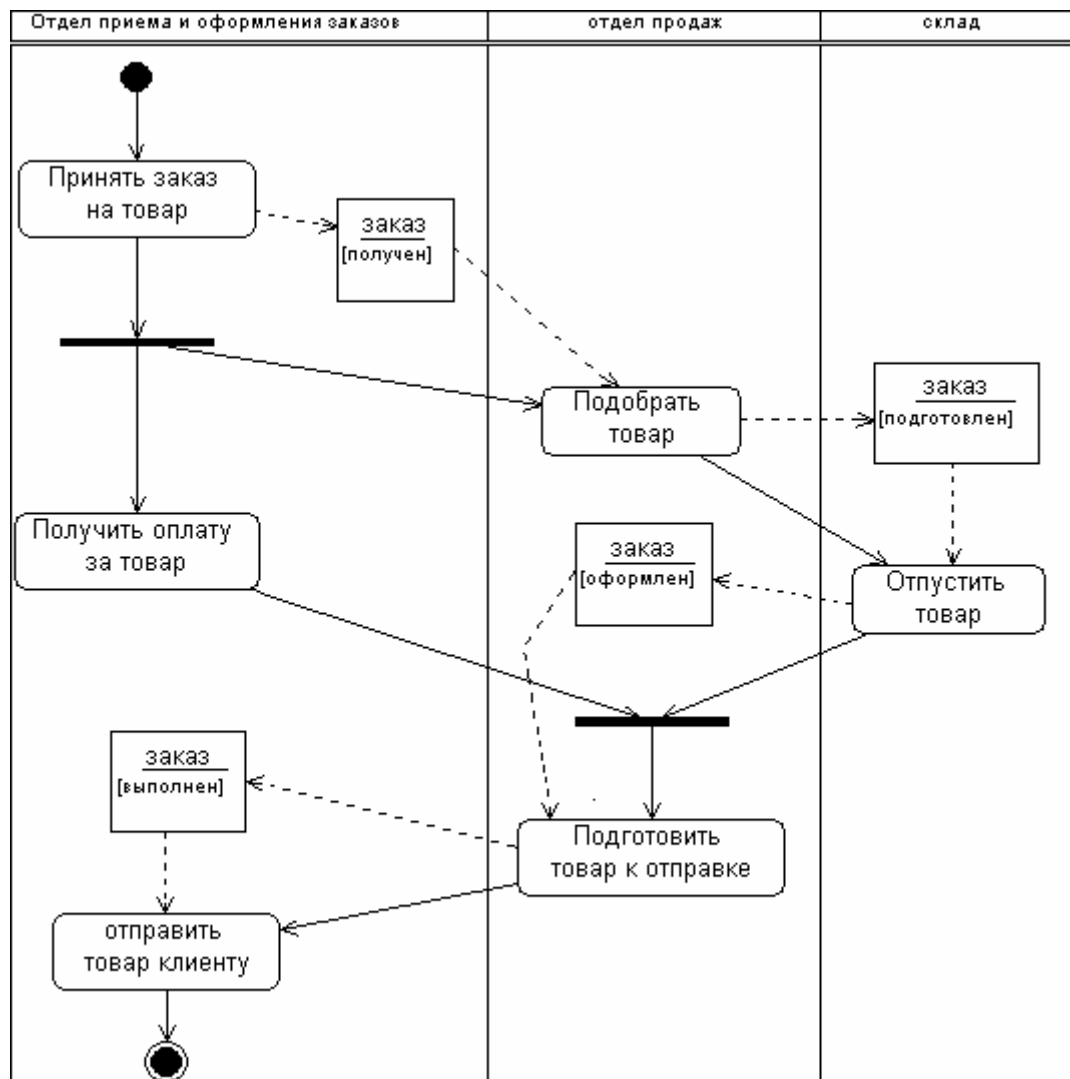 Отдел приема и оформления заказов
отдел продаж
склад
Принять заказ
на товар
заказ
[получен]
Подобрать
товар
заказ
[подготовлен]
Получить оплату
за товар
заказ
[оформлен]
Отпустить
товар
заказ
[выполнен]
Подготовить
товар к отправке
отправить
товар клиенту